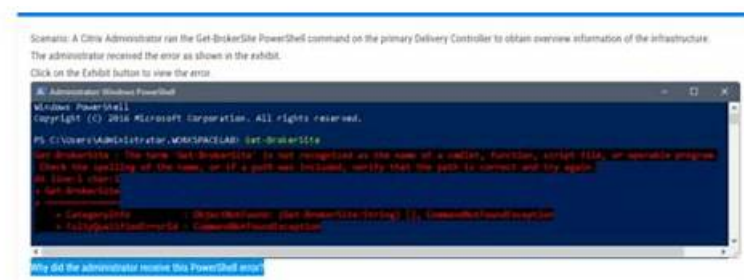 Scenario: A Citrix Administrator ran the Get-BrokerSite PowerShell command on the primary Delivery Controller to obtain overview information of the infrastructure.
The administrator received the error as shown in the exhibit.
Click on the Exhibit button to view the error.
Administrator: Windows PowerShell
Windows PowerShell
Copyright (C) 2016 Microsoft Corporation. All rights reserved.
PS C:\Users\Administrator.WORKSPACELAB> Get-BrokerSite
Get-BrokerSite : The term 'Get-BrokerSite' is not recognized as the name of a cmdlet, function, script file, or operable program.
Check the spelling of the name, or if a path was included, verify that the path is correct and try again.
At line:1 char:1
+ Get-BrokerSite
+ CategoryInfo : ObjectNotFound: (Get-BrokerSite:String) [], CommandNotFoundException
+ FullyQualifiedErrorId : CommandNotFoundException
Why did the administrator receive this PowerShell error?